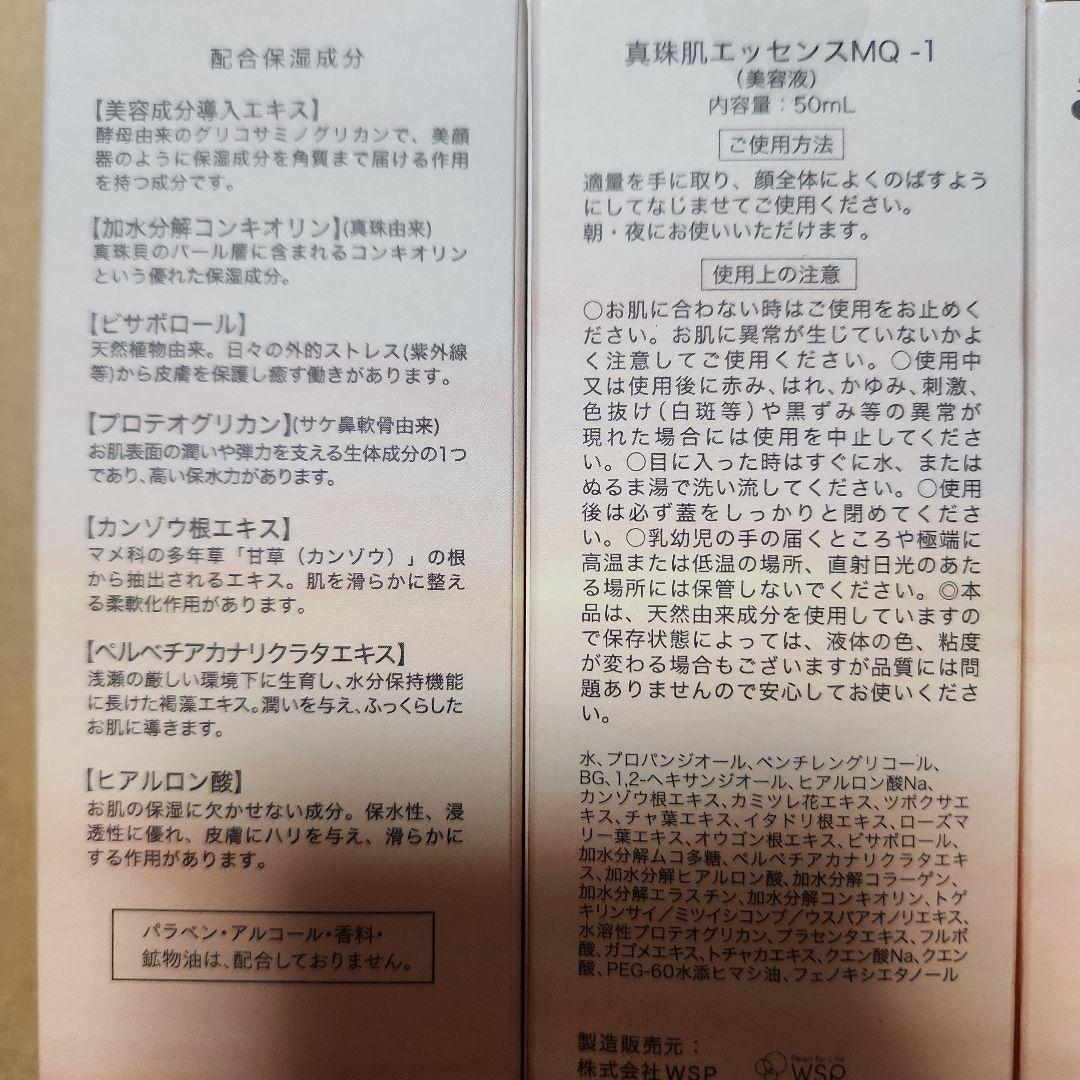 配合保湿成分
【美容成分導入エキス】
酵母由来のグリコサミノグリカンで、美顔
器のように保湿成分を角質まで届ける作用
を持つ成分です。
【加水分解コンキオリン】(真珠由来)
真珠貝のパール層に含まれるコンキオリン
という優れた保湿成分。
【ビサボロール】
天然植物由来。日々の外的ストレス(紫外線
等)から皮膚を保護し癒す働きがあります。
【プロテオグリカン】(サケ鼻軟骨由来)
お肌表面の潤いや弾力を支える生体成分の1つ
であり、高い保水力があります。
【カンゾウ根エキス】
マメ科の多年草「甘草（カンゾウ）」の根
から抽出されるエキス。肌を滑らかに整え
る柔軟化作用があります。
【ペルベチアカナリクラタエキス】
浅瀬の厳しい環境下に生育し、水分保持機能
に長けた褐藻エキス。潤いを与え、ふっくらした
お肌に導きます。
【ヒアルロン酸】
お肌の保湿に欠かせない成分。保水性、浸
透性に優れ、皮膚にハリを与え、滑らかに
する作用があります。
パラベン・アルコール・香料・
鉱物油は、配合しておりません。
真珠肌エッセンスMQ -1
（美容液）
内容量：50mL
ご使用方法
適量を手に取り、顔全体によくのばすよう
にしてなじませてご使用ください。
朝・夜にお使いいただけます。
使用上の注意
○お肌に合わない時はご使用をお止めく
ださい。お肌に異常が生じていないかよ
く注意してご使用ください。○使用中
又は使用後に赤み、はれ、かゆみ、刺激、
色抜け（白斑等）や黒ずみ等の異常が
現れた場合には使用を中止してくださ
い。○目に入った時はすぐに水、または
ぬるま湯で洗い流してください。○使用
後は必ず蓋をしっかりと閉めてくださ
い。○乳幼児の手の届くところや極端に
高温または低温の場所、直射日光のあた
る場所には保管しないでください。◎本
品は、天然由来成分を使用していますの
で保存状態によっては、液体の色、粘度
が変わる場合もございますが品質には問
題ありませんので安心してお使いくださ
い。
水、プロパンジオール、ペンチレングリコール、
BG、1,2-ヘキサンジオール、ヒアルロン酸Na、
カンゾウ根エキス、カミツレ花エキス、ツボクサエ
キス、チャ葉エキス、イタドリ根エキス、ローズマ
リー葉エキス、オウゴン根エキス、ビサボロール、
加水分解ムコ多糖、ペルベチアカナリクラタエキ
ス、加水分解ヒアルロン酸、加水分解コラーゲン、
加水分解エラスチン、加水分解コンキオリン、トゲ
キリンサイ／ミツイシコンブ／ウスバアオノリエキス、
水溶性プロテオグリカン、プラセンタエキス、フルボ
酸、ガゴメエキス、トチャカエキス、クエン酸Na、クエン
酸、PEG-60水添ヒマシ油、フェノキシエタノール
製造販売元：
株式会社WSP
Pearl for Life
WSP